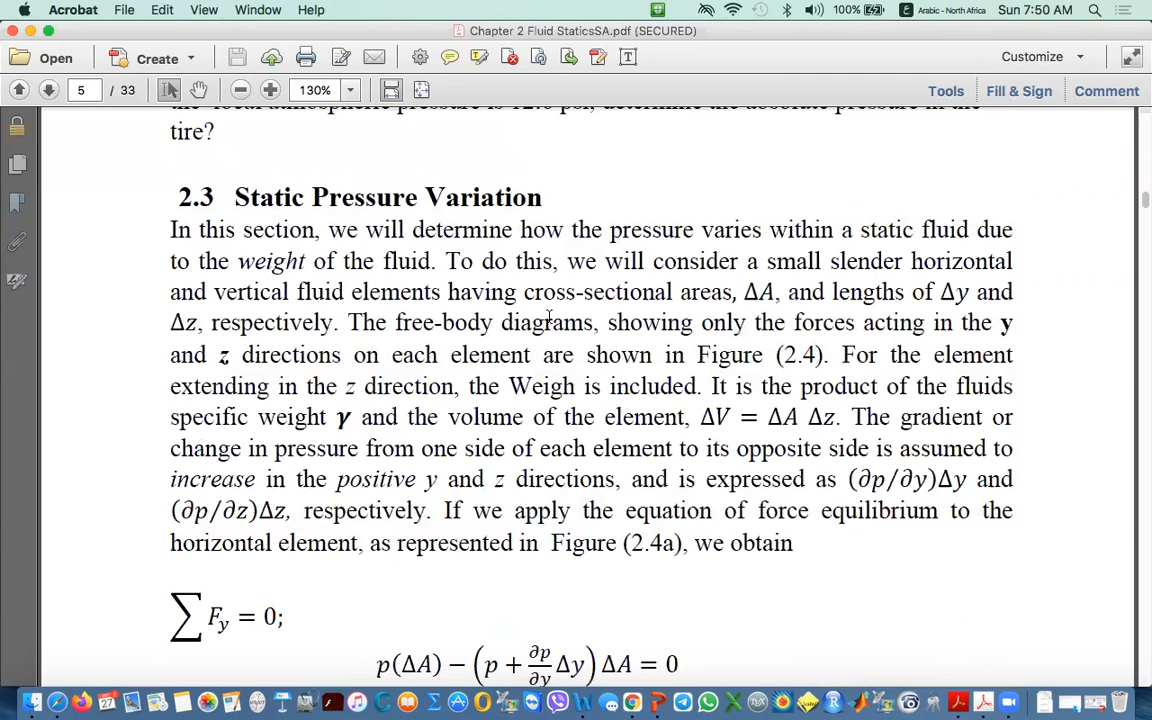 Acrobat File Edit View Window Help 100% Arabic - North Africa Sun 7:50 AM
Chapter 2 Fluid StaticsSA.pdf (SECURED)
Open Create Customize
5 / 33 130% Tools Fill & Sign Comment
tire?
2.3 Static Pressure Variation
In this section, we will determine how the pressure varies within a static fluid due
to the weight of the fluid. To do this, we will consider a small slender horizontal
and vertical fluid elements having cross-sectional areas, ΔA, and lengths of Δy and
Δz, respectively. The free-body diagrams, showing only the forces acting in the y
and z directions on each element are shown in Figure (2.4). For the element
extending in the z direction, the Weigh is included. It is the product of the fluids
specific weight γ and the volume of the element, ΔV = ΔA Δz. The gradient or
change in pressure from one side of each element to its opposite side is assumed to
increase in the positive y and z directions, and is expressed as (∂p/∂y)Δy and
(∂p/∂z)Δz, respectively. If we apply the equation of force equilibrium to the
horizontal element, as represented in Figure (2.4a), we obtain
∑ F_y = 0;
p(ΔA) − (p + ∂p/∂y Δy) ΔA = 0